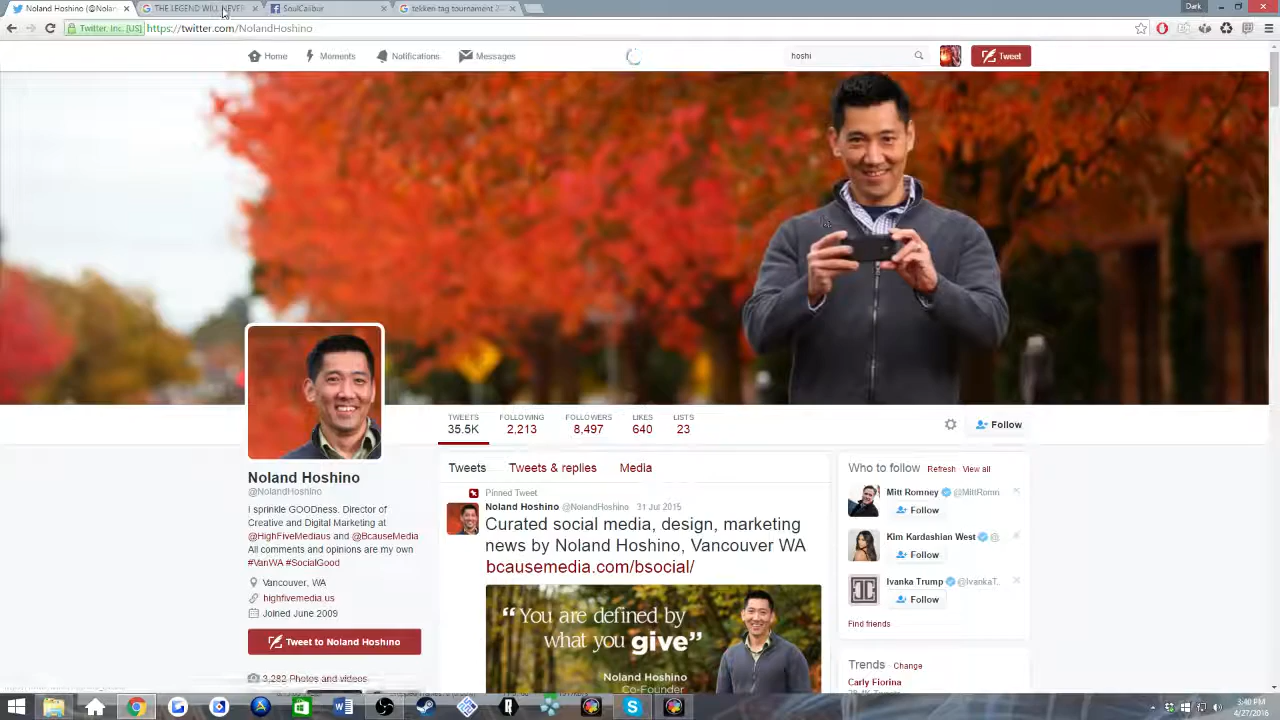 Noland Hoshino (@Nolan
THE LEGEND WILL NEVER
SoulCalibur
tekken tag tournament
Dark
Twitter, Inc. [US]
https://twitter.com/NolandHoshino
Home
Moments
Notifications
Messages
hoshi
Tweet
TWEETS
35.5K
FOLLOWING
2,213
FOLLOWERS
8,497
LIKES
640
LISTS
23
Follow
Noland Hoshino
@NolandHoshino
I sprinkle GOODness. Director of
Creative and Digital Marketing at
@HighFiveMediaus and @BcauseMedia
All comments and opinions are my own
#VanWA #SocialGood
Vancouver, WA
highfivemedia.us
Joined June 2009
Tweet to Noland Hoshino
3,282 Photos and videos
Tweets
Tweets & replies
Media
Pinned Tweet
Noland Hoshino @NolandHoshino 31 Jul 2015
Curated social media, design, marketing
news by Noland Hoshino, Vancouver WA
bcausemedia.com/bsocial/
“You are defined by
what you give”
Noland Hoshino
Co-Founder
Who to follow Refresh View all
Mitt Romney @MittRomn
Follow
Kim Kardashian West @
Follow
Ivanka Trump @IvankaT..
Follow
Find friends
Trends Change
Carly Fiorina
3:40 PM
4/27/2016